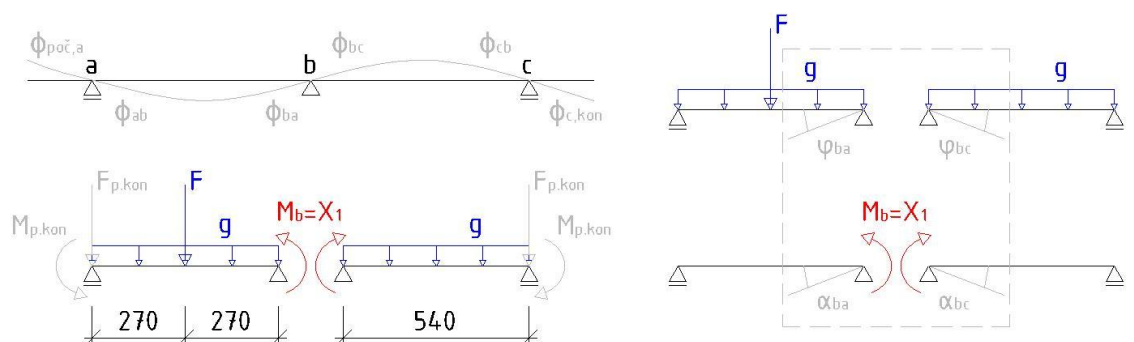 ϕpoč,a
a
ϕab
ϕba
b
ϕbc
ϕcb
c
ϕc,kon
Fp.kon
F
Mp.kon
g
Mb=X1
g
Fp.kon
Mp.kon
270
270
540
F
g
g
φba
φbc
Mb=X1
αba
αbc